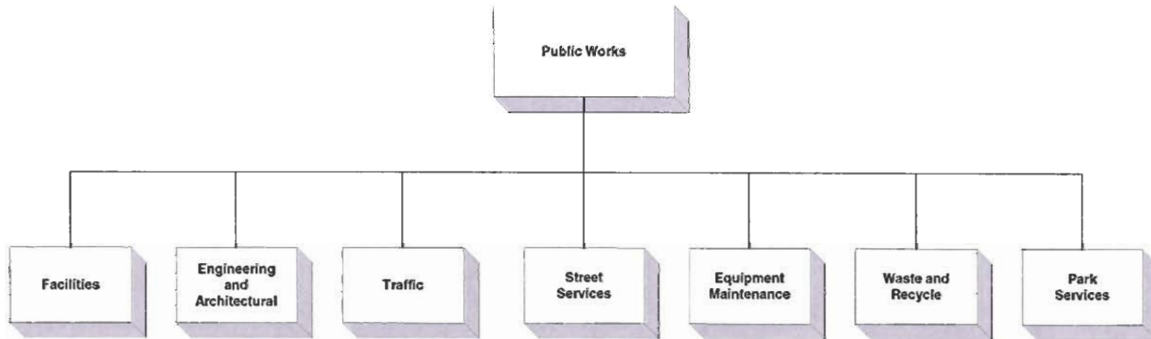 Public Works
Facilities
Engineering
and
Architectural
Traffic
Street
Services
Equipment
Maintenance
Waste and
Recycle
Park
Services